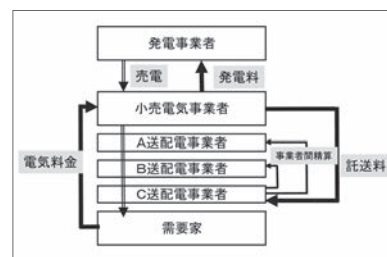 発電事業者
売電
発電料
小売電気事業者
A送配電事業者
事業者間精算
B送配電事業者
電気料金
託送料
C送配電事業者
需要家